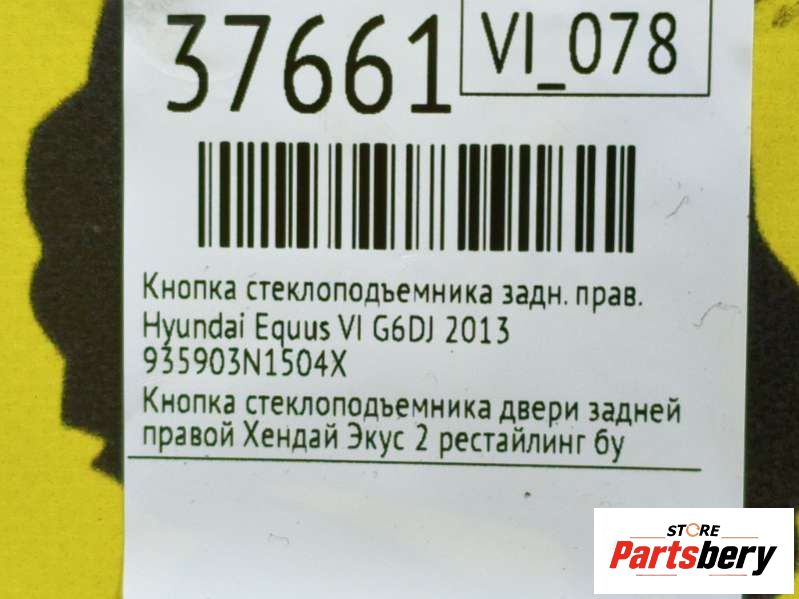 37661
VI_078
Кнопка стеклоподъемника задн. прав.
Hyundai Equus VI G6DJ 2013
935903N1504X
Кнопка стеклоподъемника двери задней
правой Хендай Экус 2 рестайлинг бу
STORE
Partsbery